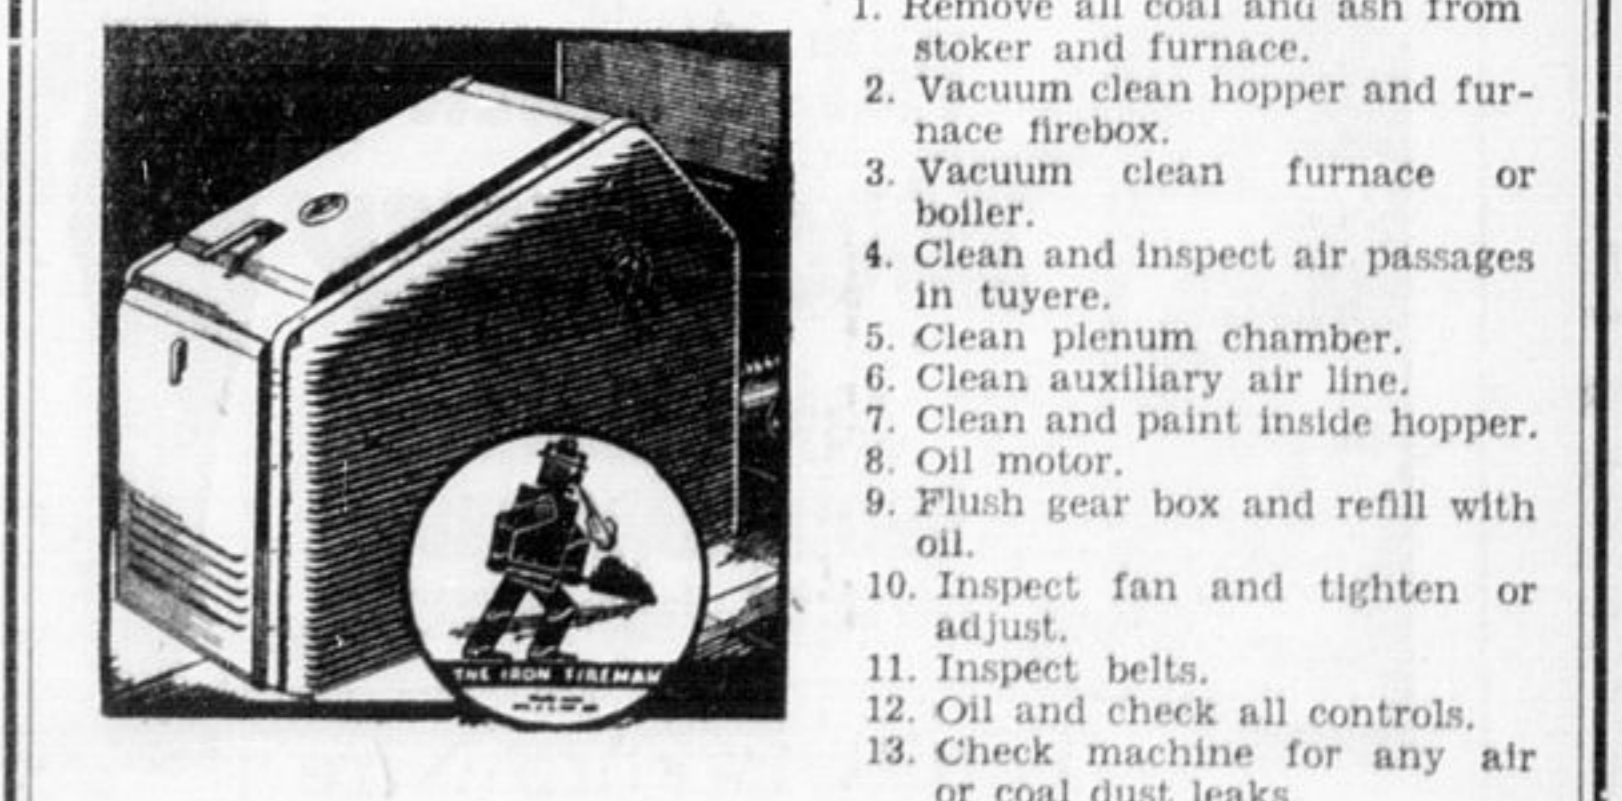 1. Remove all coal and ash from
stoker and furnace.
2. Vacuum clean hopper and fur-
nace firebox.
3. Vacuum clean furnace or
boiler.
4. Clean and inspect air passages
in tuyere.
5. Clean plenum chamber.
6. Clean auxiliary air line.
7. Clean and paint inside hopper.
8. Oil motor.
9. Flush gear box and refill with
oil.
10. Inspect fan and tighten or
adjust.
11. Inspect belts.
12. Oil and check all controls.
13. Check machine for any air
or coal dust leaks.
THE IRON FIREMAN